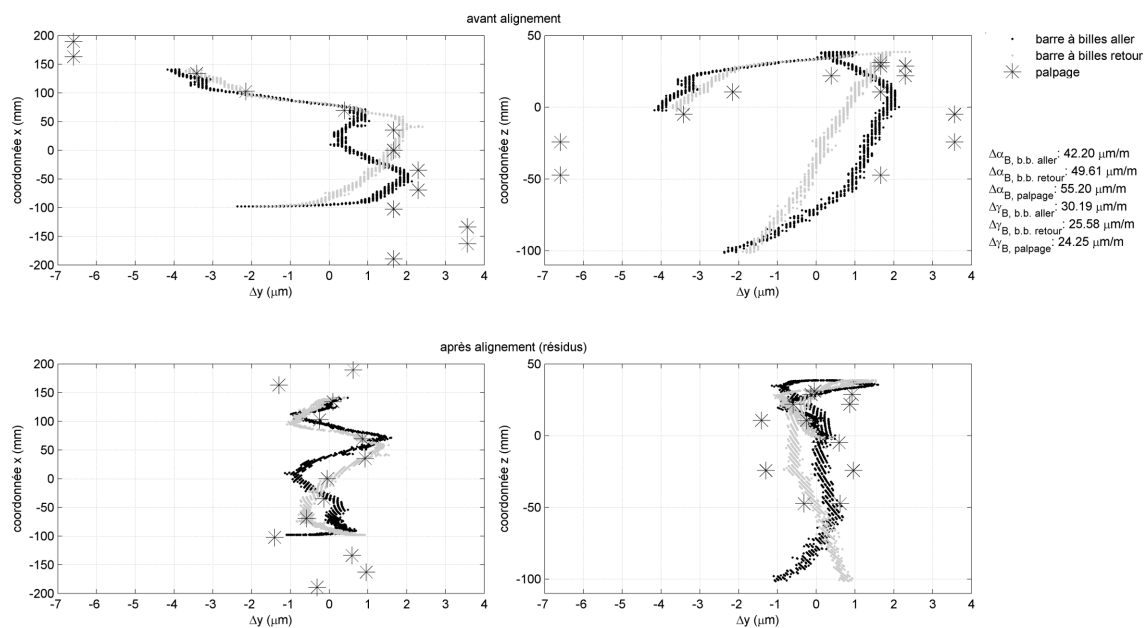 avant alignement
200
150
100
50
0
-50
-100
-150
-200
coordonnée x (mm)
-7 -6 -5 -4 -3 -2 -1 0 1 2 3 4
Δy (μm)
50
0
-50
-100
coordonnée z (mm)
-7 -6 -5 -4 -3 -2 -1 0 1 2 3 4
Δy (μm)
barre à billes aller
barre à billes retour
palpage
Δα_B, b.b. aller: 42.20 μm/m
Δα_B, b.b. retour: 49.61 μm/m
Δα_B, palpage: 55.20 μm/m
Δγ_B, b.b. aller: 30.19 μm/m
Δγ_B, b.b. retour: 25.58 μm/m
Δγ_B, palpage: 24.25 μm/m
après alignement (résidus)
200
150
100
50
0
-50
-100
-150
-200
coordonnée x (mm)
-7 -6 -5 -4 -3 -2 -1 0 1 2 3 4
Δy (μm)
50
0
-50
-100
coordonnée z (mm)
-7 -6 -5 -4 -3 -2 -1 0 1 2 3 4
Δy (μm)